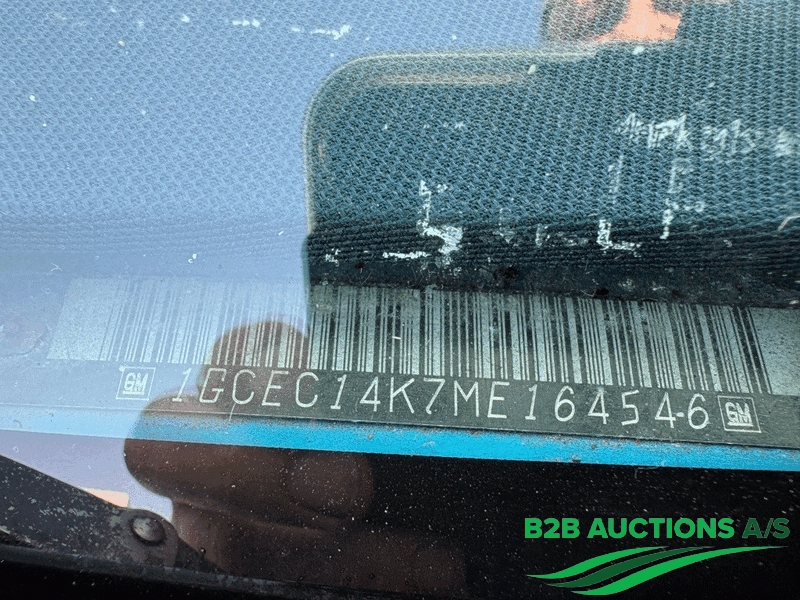 GM 1GCEC14K7ME164546 GM
B2B AUCTIONS A/S